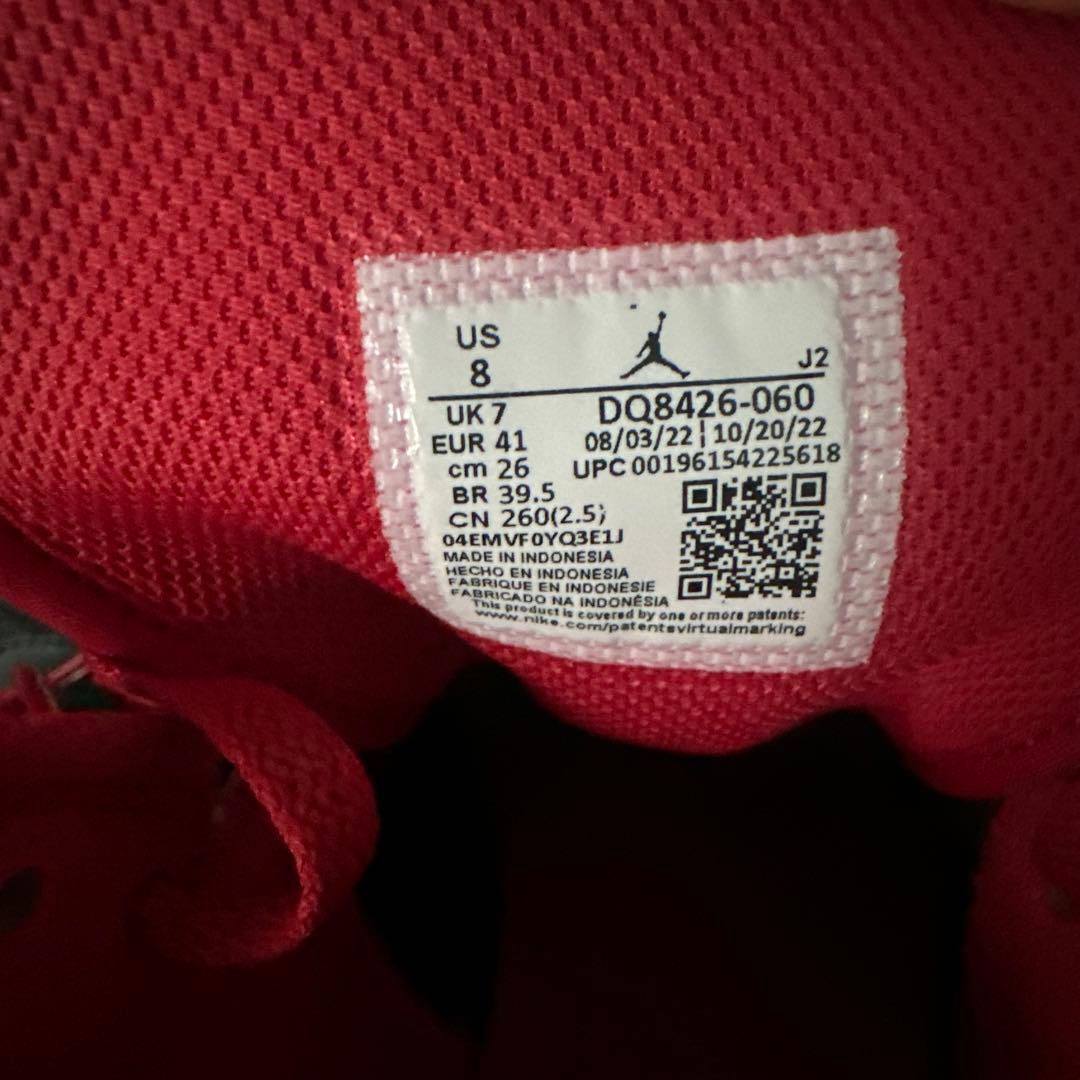 US
8
J2
UK 7
EUR 41
cm 26
BR 39.5
CN 260(2.5)
DQ8426-060
08/03/22 | 10/20/22
UPC 00196154225618
04EMVF0YQ3E1J
MADE IN INDONESIA
HECHO EN INDONESIA
FABRIQUE EN INDONESIE
FABRICADO NA INDONÉSIA
This product is covered by one or more patents:
www.nike.com/patentsvirtualmarking